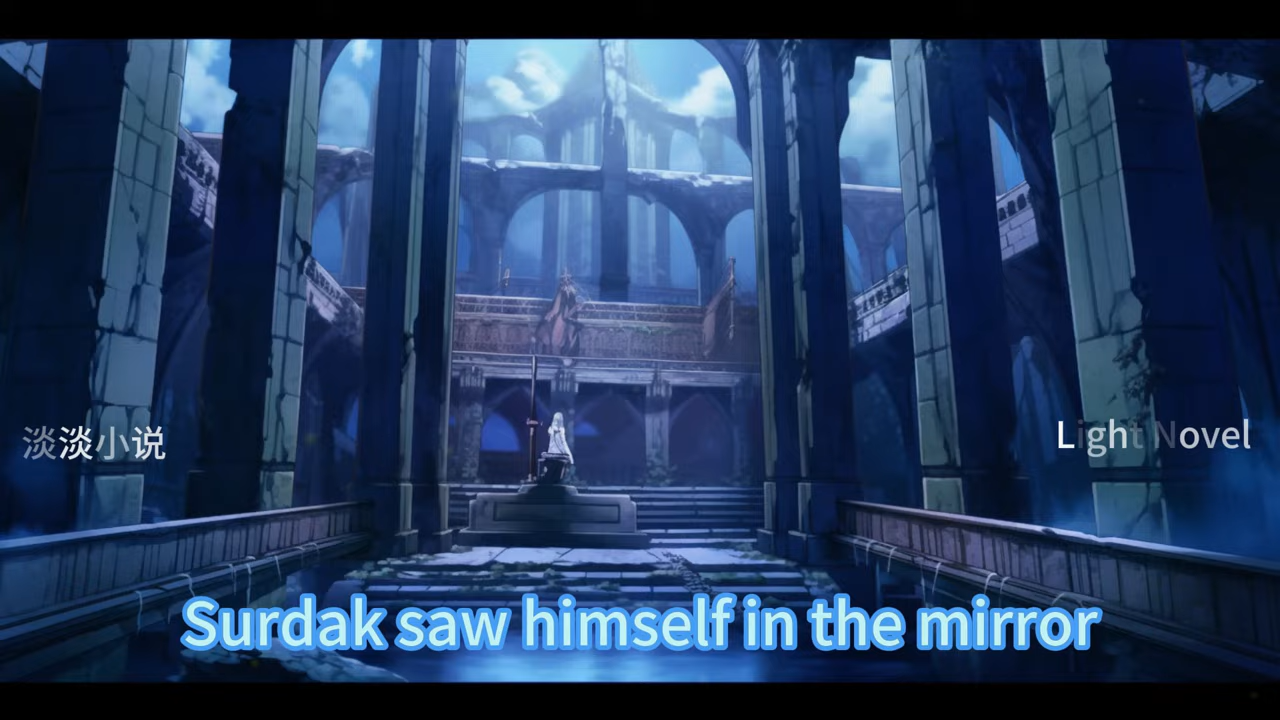 淡淡小说
Light Novel
Surdak saw himself in the mirror